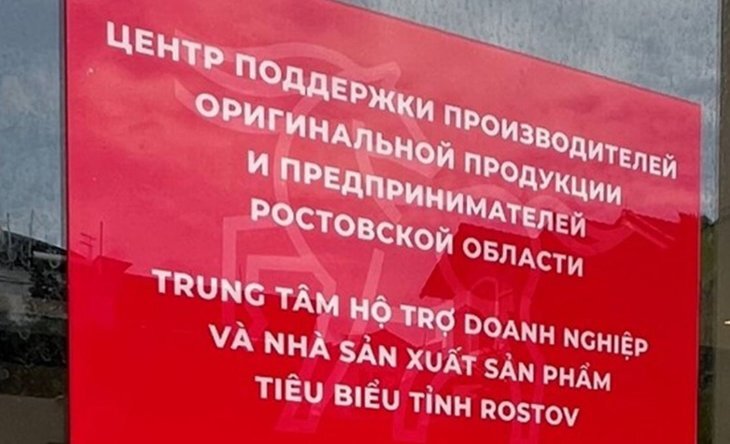 ЦЕНТР ПОДДЕРЖКИ ПРОИЗВОДИТЕЛЕЙ
ОРИГИНАЛЬНОЙ ПРОДУКЦИИ
И ПРЕДПРИНИМАТЕЛЕЙ
РОСТОВСКОЙ ОБЛАСТИ
TRUNG TÂM HỘ TRỢ DOANH NGHIỆP
VÀ NHÀ SẢN XUẤT SẢN PHẨM
TIÊU BIỂU TỈNH ROSTOV